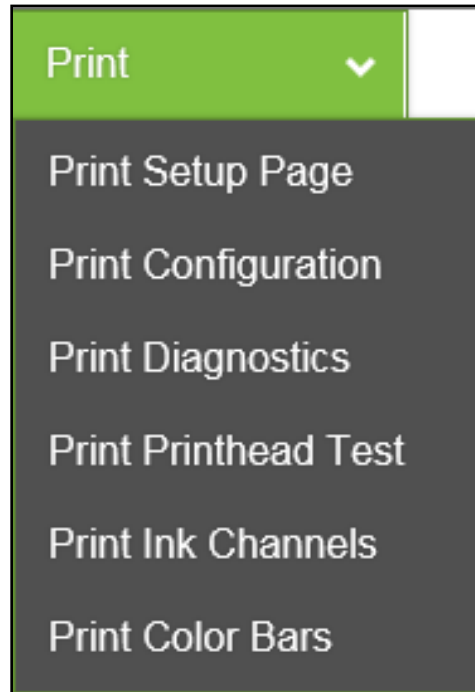 Print
Print Setup Page
Print Configuration
Print Diagnostics
Print Printhead Test
Print Ink Channels
Print Color Bars